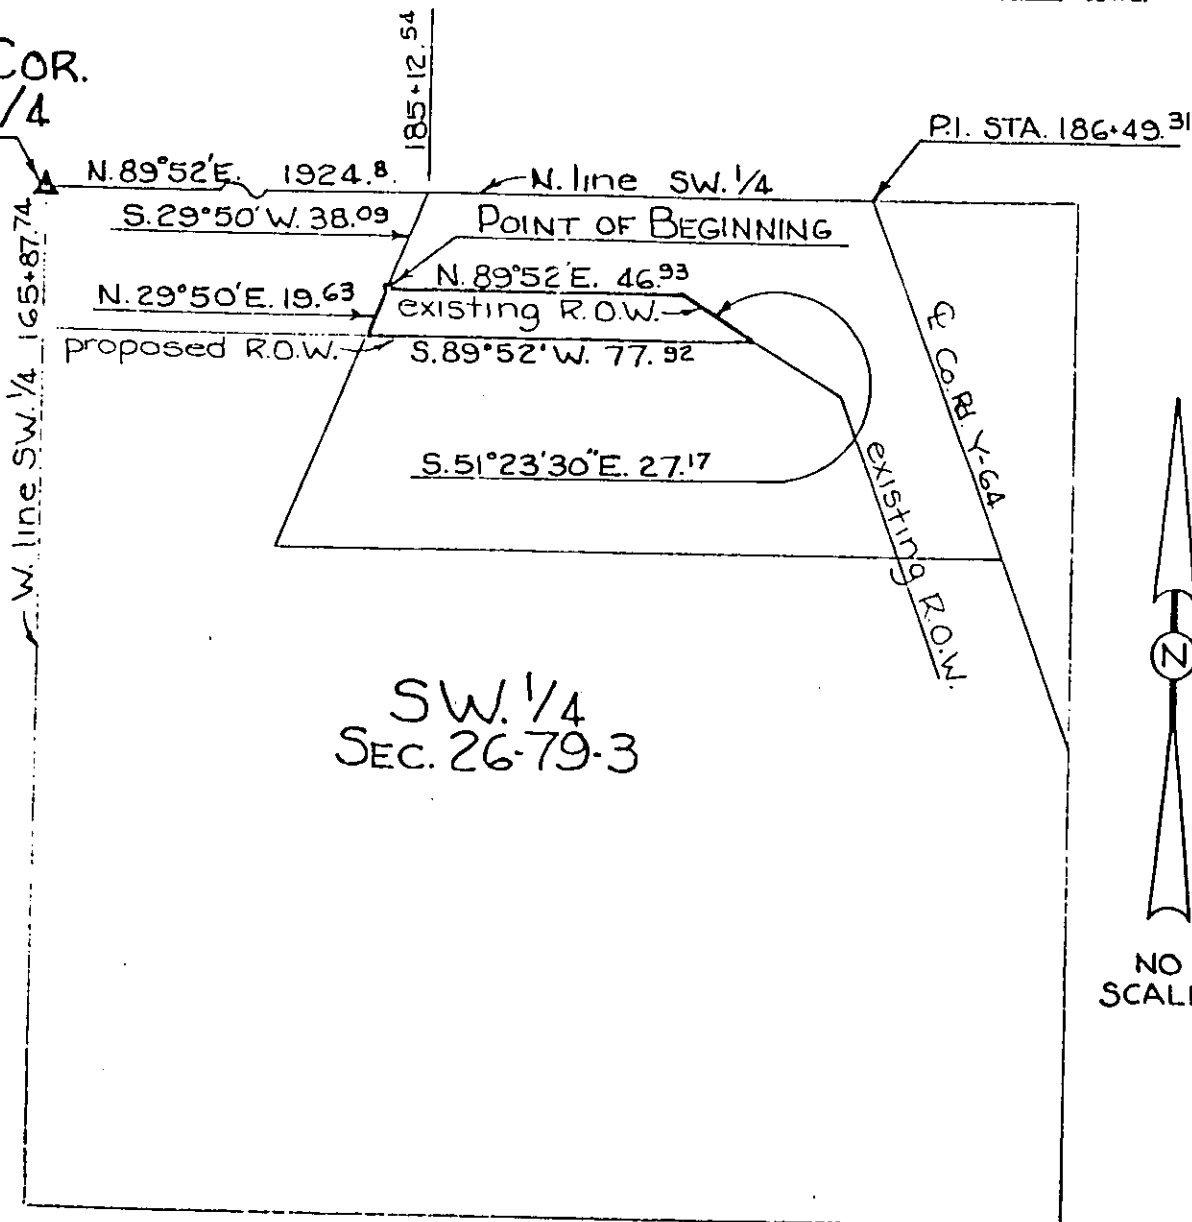 COR.
1/4
185+12.54
P.I. STA. 186+49.31
N. 89°52'E. 1924.8
N. line SW. 1/4
S. 29°50' W. 38.09
POINT OF BEGINNING
N. 89°52'E. 46.93
N. 29°50'E. 19.63
existing R.O.W.
proposed R.O.W.
S. 89°52' W. 77.92
W. line SW. 1/4 165+87.74
℄ Co. Rd. Y-64
S. 51°23'30"E. 27.17
existing R.O.W.
SW. 1/4
SEC. 26-79-3
N
NO
SCALE